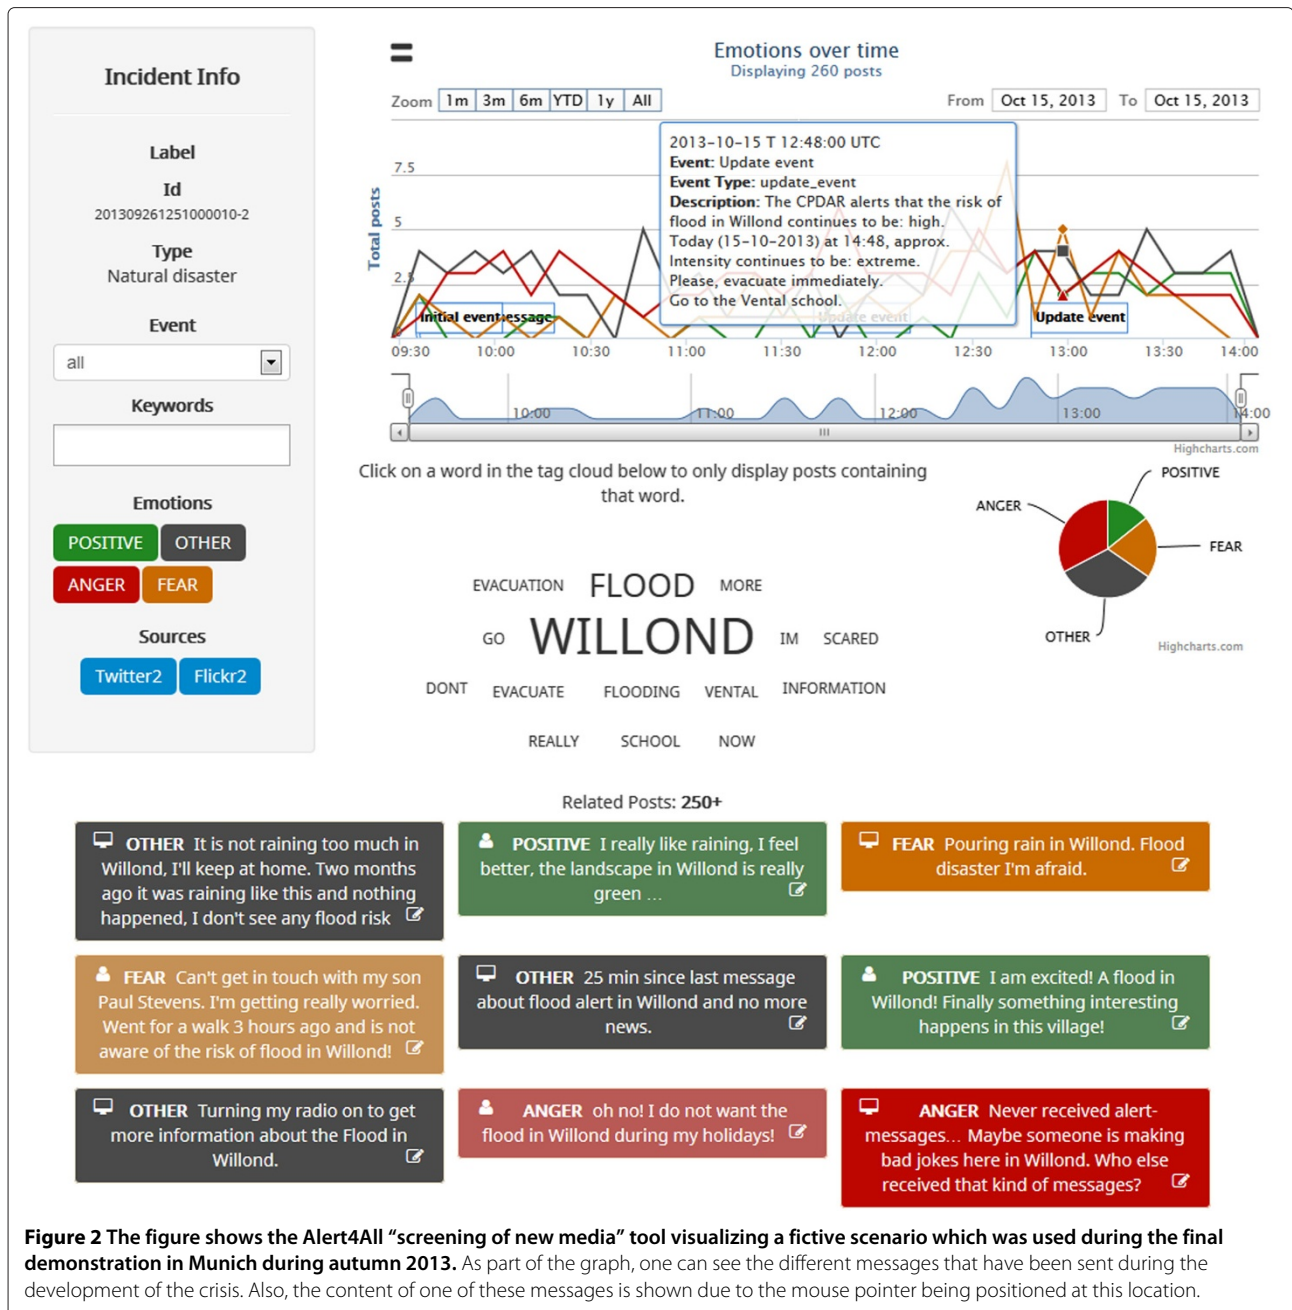 Incident Info
Label
Id
201309261251000010-2
Type
Natural disaster
Event
all
Keywords
Emotions
POSITIVE
OTHER
ANGER
FEAR
Sources
Twitter2
Flickr2
Emotions over time
Displaying 260 posts
Zoom 1m 3m 6m YTD 1y All
From Oct 15, 2013 To Oct 15, 2013
Total posts
7.5
5
2.5
2013-10-15 T 12:48:00 UTC
Event: Update event
Event Type: update_event
Description: The CPDAR alerts that the risk of
flood in Willond continues to be: high.
Today (15-10-2013) at 14:48, approx.
Intensity continues to be: extreme.
Please, evacuate immediately.
Go to the Vental school.
Initial event essage Update event Update event
09:30 10:00 10:30 11:00 11:30 12:00 12:30 13:00 13:30 14:00
10:00 11:00 12:00 13:00 14:00
Highcharts.com
Click on a word in the tag cloud below to only display posts containing
that word.
EVACUATION FLOOD MORE
GO WILLOND IM SCARED
DONT EVACUATE FLOODING VENTAL INFORMATION
REALLY SCHOOL NOW
POSITIVE
ANGER
FEAR
OTHER
Highcharts.com
Related Posts: 250+
OTHER It is not raining too much in
Willond, I'll keep at home. Two months
ago it was raining like this and nothing
happened, I don't see any flood risk
POSITIVE I really like raining, I feel
better, the landscape in Willond is really
green ...
FEAR Pouring rain in Willond. Flood
disaster I'm afraid.
FEAR Can't get in touch with my son
Paul Stevens. I'm getting really worried.
Went for a walk 3 hours ago and is not
aware of the risk of flood in Willond!
OTHER 25 min since last message
about flood alert in Willond and no more
news.
POSITIVE I am excited! A flood in
Willond! Finally something interesting
happens in this village!
OTHER Turning my radio on to get
more information about the Flood in
Willond.
ANGER oh no! I do not want the
flood in Willond during my holidays!
ANGER Never received alert-
messages... Maybe someone is making
bad jokes here in Willond. Who else
received that kind of messages?
Figure 2 The figure shows the Alert4All “screening of new media” tool visualizing a fictive scenario which was used during the final
demonstration in Munich during autumn 2013. As part of the graph, one can see the different messages that have been sent during the
development of the crisis. Also, the content of one of these messages is shown due to the mouse pointer being positioned at this location.